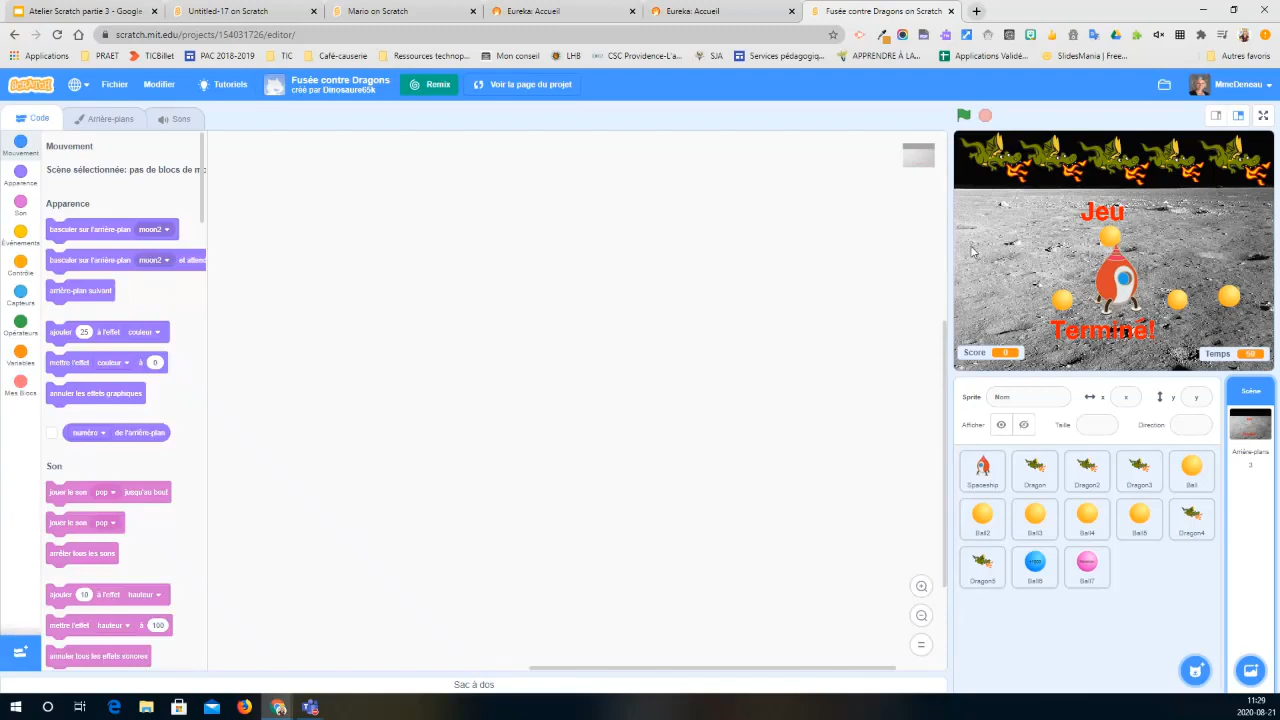 Atelier Scratch partie 3 - Google
Untitled-17 on Scratch
Mario on Scratch
Eureka: Accueil
Eureka: Accueil
Fusée contre Dragons on Scratch
scratch.mit.edu/projects/154031726/editor/
Applications
PRAET
TICBillet
PAC 2018-2019
TIC
Café-causerie
Ressources technop...
Mon conseil
LHB
CSC Providence-L'a...
SJA
Services pédagogiq...
APPRENDRE À LA...
Applications Validé...
SlidesMania | Free...
Autres favoris
SCRATCH
Fichier
Modifier
Tutoriels
Fusée contre Dragons
créé par Dinosaure65k
Remix
Voir la page du projet
MmeDeneau
Code
Arrière-plans
Sons
Mouvement
Apparence
Son
Événements
Contrôle
Capteurs
Opérateurs
Variables
Mes Blocs
Mouvement
Scène sélectionnée: pas de blocs de mo
Apparence
basculer sur l'arrière-plan moon2
basculer sur l'arrière-plan moon2 et attend
arrière-plan suivant
ajouter 25 à l'effet couleur
mettre l'effet couleur à 0
annuler les effets graphiques
numéro de l'arrière-plan
Son
jouer le son pop jusqu'au bout
jouer le son pop
arrêter tous les sons
ajouter 10 à l'effet hauteur
mettre l'effet hauteur à 100
annuler tous les effets sonores
Sac à dos
Jeu
Terminé!
Score 0
Temps 60
Sprite Nom x x y y
Afficher Taille Direction
Spaceship
Dragon
Dragon2
Dragon3
Ball
Ball2
Ball3
Ball4
Ball5
Dragon4
Dragon5
Ball6
Ball7
Scène
Arrière-plans
3
11:29
2020-08-21